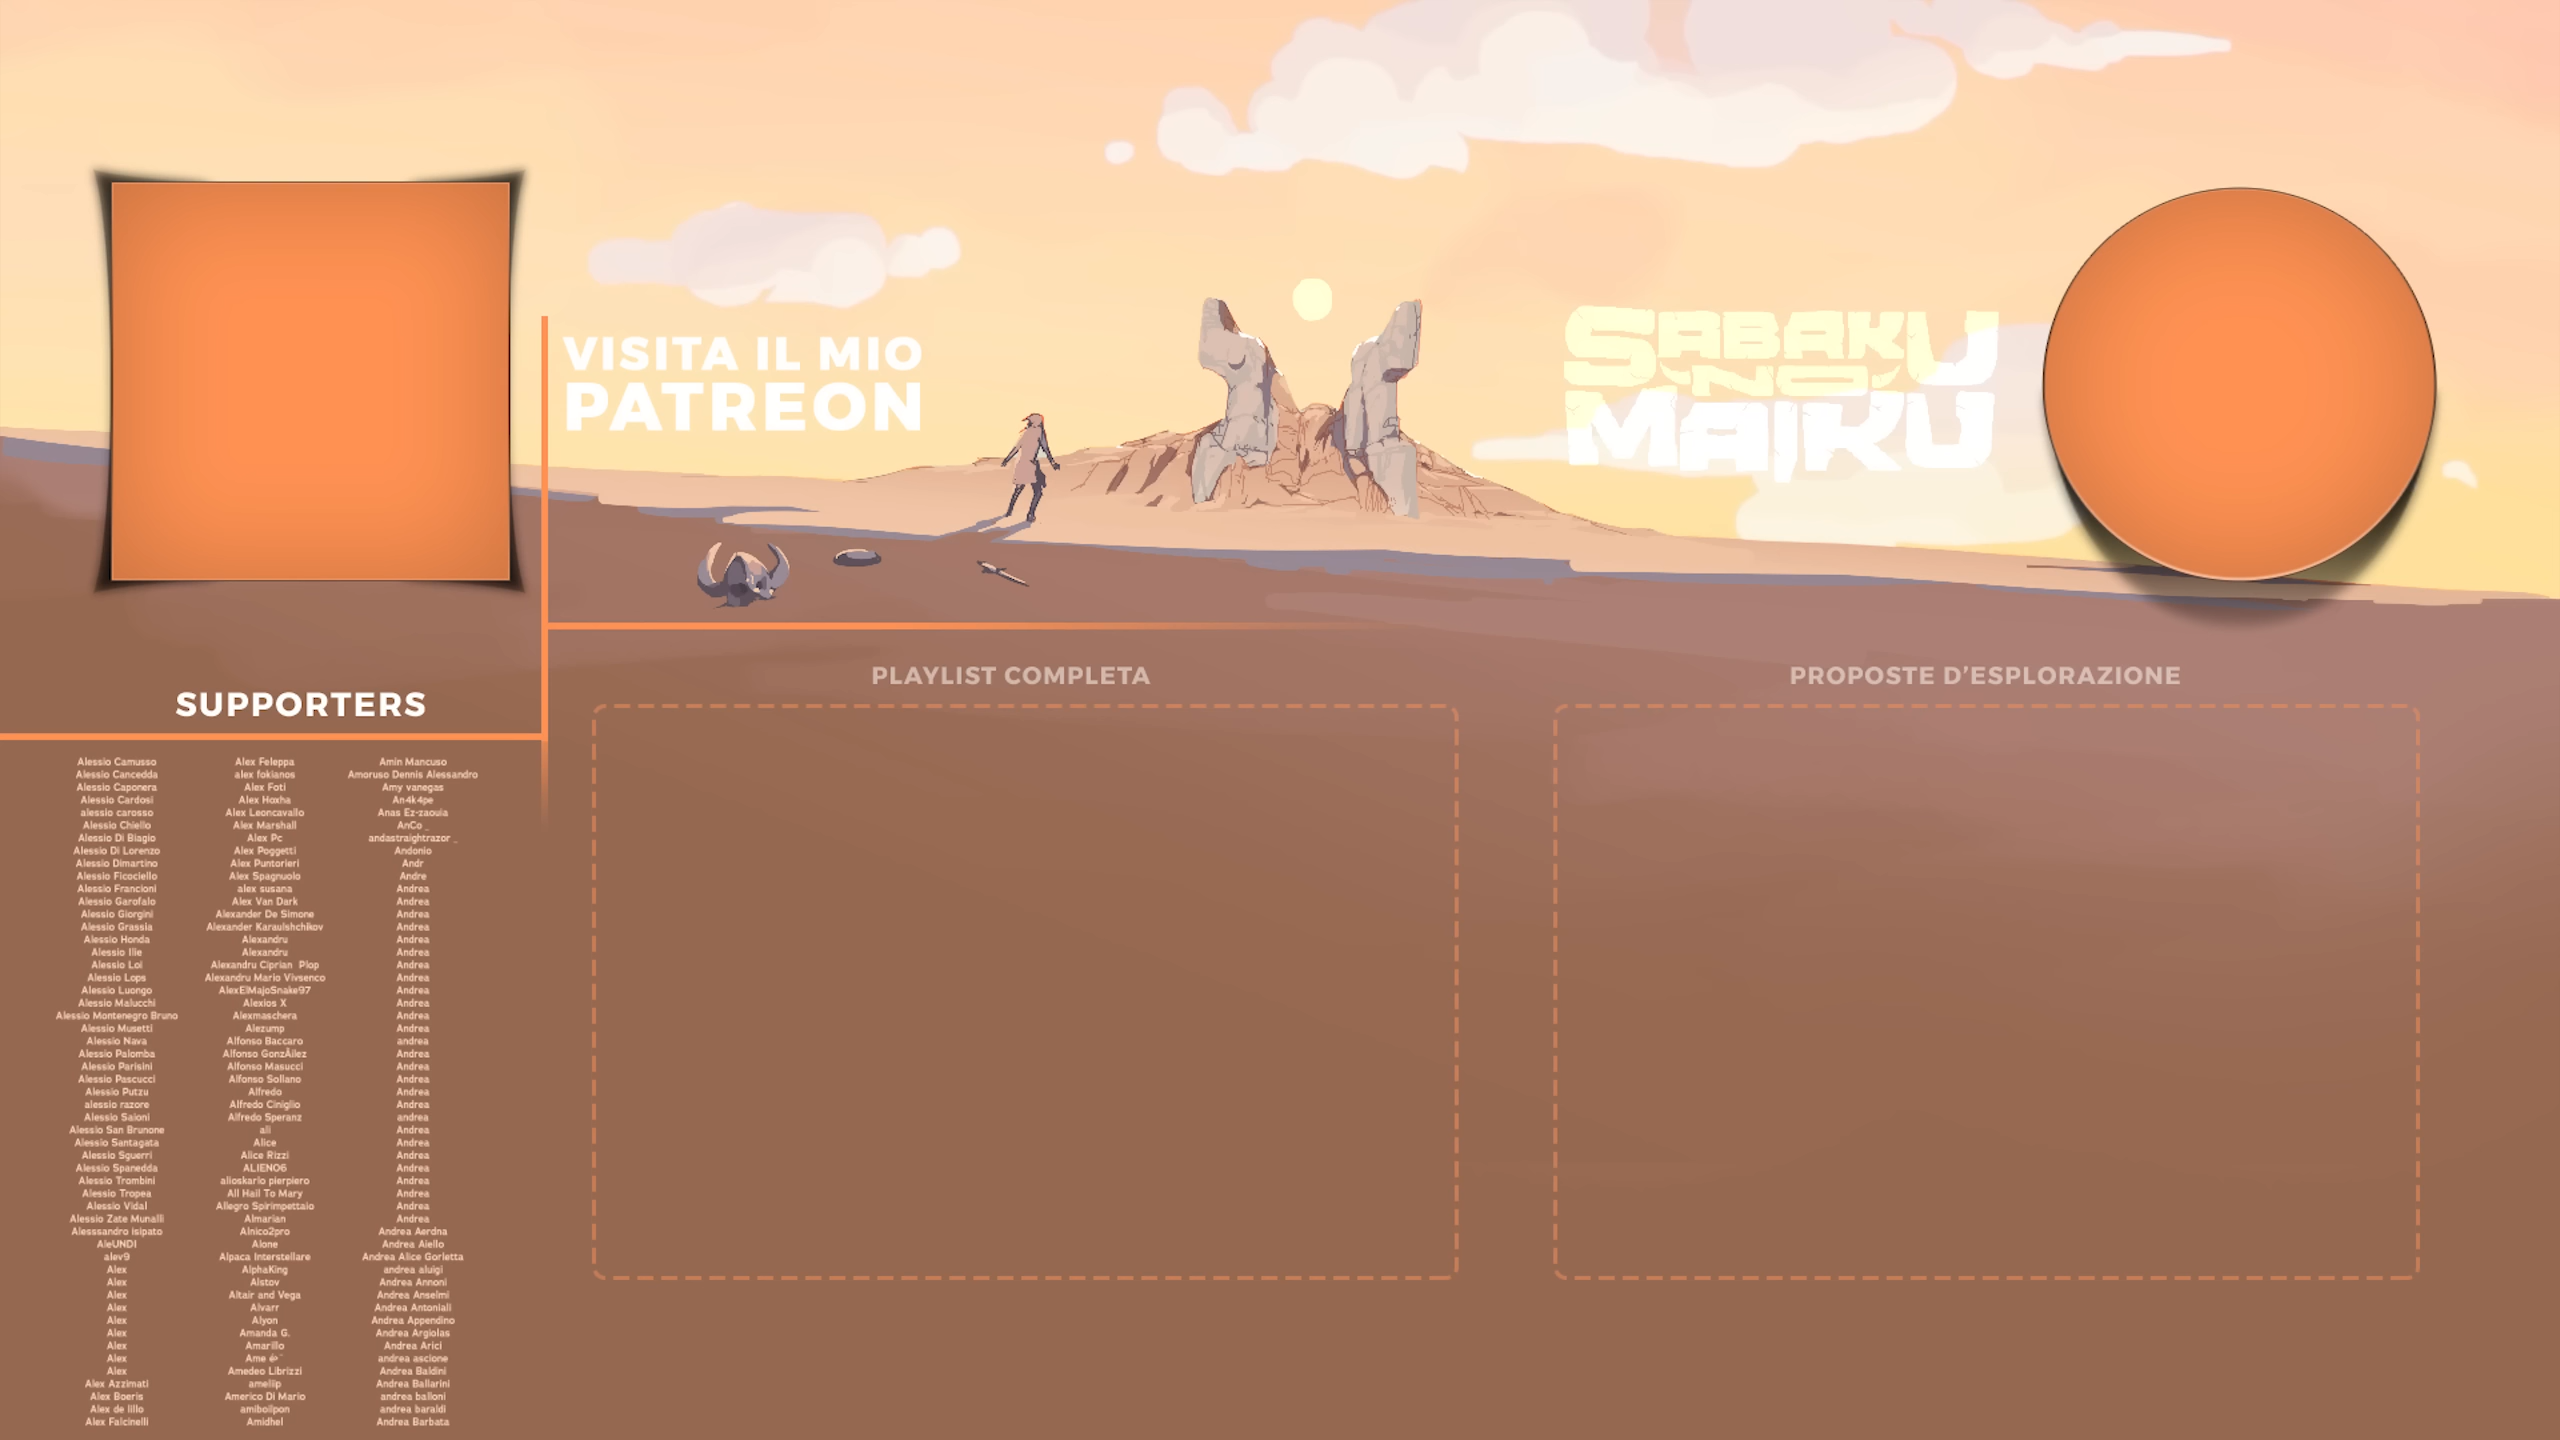 VISITA IL MIO
PATREON
SABAKU
NO
MAIKU
SUPPORTERS
PLAYLIST COMPLETA
PROPOSTE D’ESPLORAZIONE
Alessio Camusso
Alessio Cancedda
Alessio Caponera
Alessio Cardosi
alessio carosso
Alessio Chiello
Alessio Di Biagio
Alessio Di Lorenzo
Alessio Dimartino
Alessio Ficociello
Alessio Francioni
Alessio Garofalo
Alessio Giorgini
Alessio Grassia
Alessio Honda
Alessio Ilie
Alessio Loi
Alessio Lops
Alessio Luongo
Alessio Malucchi
Alessio Montenegro Bruno
Alessio Musetti
Alessio Nava
Alessio Palomba
Alessio Parisini
Alessio Pascucci
Alessio Putzu
alessio razore
Alessio Saioni
Alessio San Brunone
Alessio Santagata
Alessio Sguerri
Alessio Spanedda
Alessio Trombini
Alessio Tropea
Alessio Vidal
Alessio Zate Munalli
Alesssandro isipato
AleUNDI
alev9
Alex
Alex
Alex
Alex
Alex
Alex
Alex
Alex
Alex
Alex Azzimati
Alex Boeris
Alex de lillo
Alex Falcinelli
Alex Feleppa
alex fokianos
Alex Foti
Alex Hoxha
Alex Leoncavallo
Alex Marshall
Alex Pc
Alex Poggetti
Alex Puntorieri
Alex Spagnuolo
alex susana
Alex Van Dark
Alexander De Simone
Alexander Karaulshchikov
Alexandru
Alexandru
Alexandru Ciprian  Plop
Alexandru Mario Vivsenco
AlexElMajoSnake97
Alexios X
Alexmaschera
Alezump
Alfonso Baccaro
Alfonso GonzÃlez
Alfonso Masucci
Alfonso Sollano
Alfredo
Alfredo Ciniglio
Alfredo Speranz
ali
Alice
Alice Rizzi
ALIENO6
alioskarlo pierpiero
All Hail To Mary
Allegro Spirimpettaio
Almarian
Alnico2pro
Alone
Alpaca Interstellare
AlphaKing
Alstov
Altair and Vega
Alvarr
Alyon
Amanda G.
Amarillo
Ame
Amedeo Librizzi
amellip
Americo Di Mario
amiboilpon
Amidhel
Amin Mancuso
Amoruso Dennis Alessandro
Amy vanegas
An4k4pe
Anas Ez-zaouia
AnCo _
andastraightrazor _
Andonio
Andr
Andre
Andrea
Andrea
Andrea
Andrea
Andrea
Andrea
Andrea
Andrea
Andrea
Andrea
Andrea
Andrea
andrea
Andrea
Andrea
Andrea
Andrea
Andrea
andrea
Andrea
Andrea
Andrea
Andrea
Andrea
Andrea
Andrea
Andrea
Andrea Aerdna
Andrea Aiello
Andrea Alice Gorletta
andrea aluigi
Andrea Annoni
Andrea Anselmi
Andrea Antoniali
Andrea Appendino
Andrea Argiolas
Andrea Arici
andrea ascione
Andrea Baldini
Andrea Ballarini
andrea balloni
andrea baraldi
Andrea Barbata